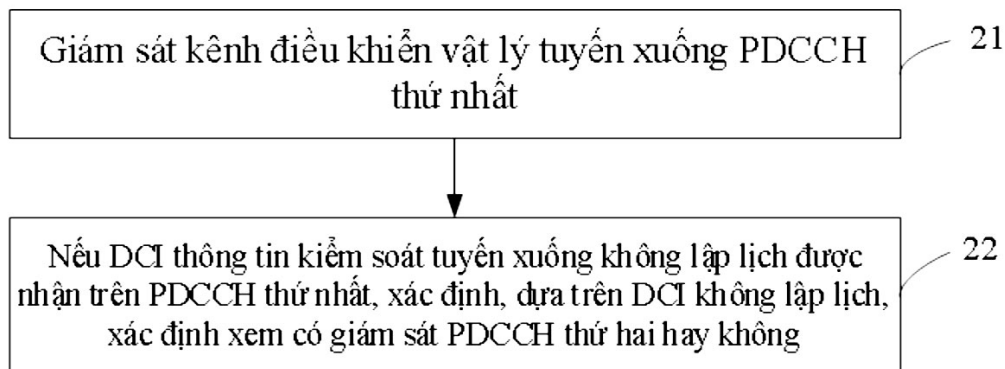 Giám sát kênh điều khiển vật lý tuyến xuống PDCCH
thứ nhất
21
Nếu DCI thông tin kiểm soát tuyến xuống không lập lịch được
nhận trên PDCCH thứ nhất, xác định, dựa trên DCI không lập lịch,
xác định xem có giám sát PDCCH thứ hai hay không
22